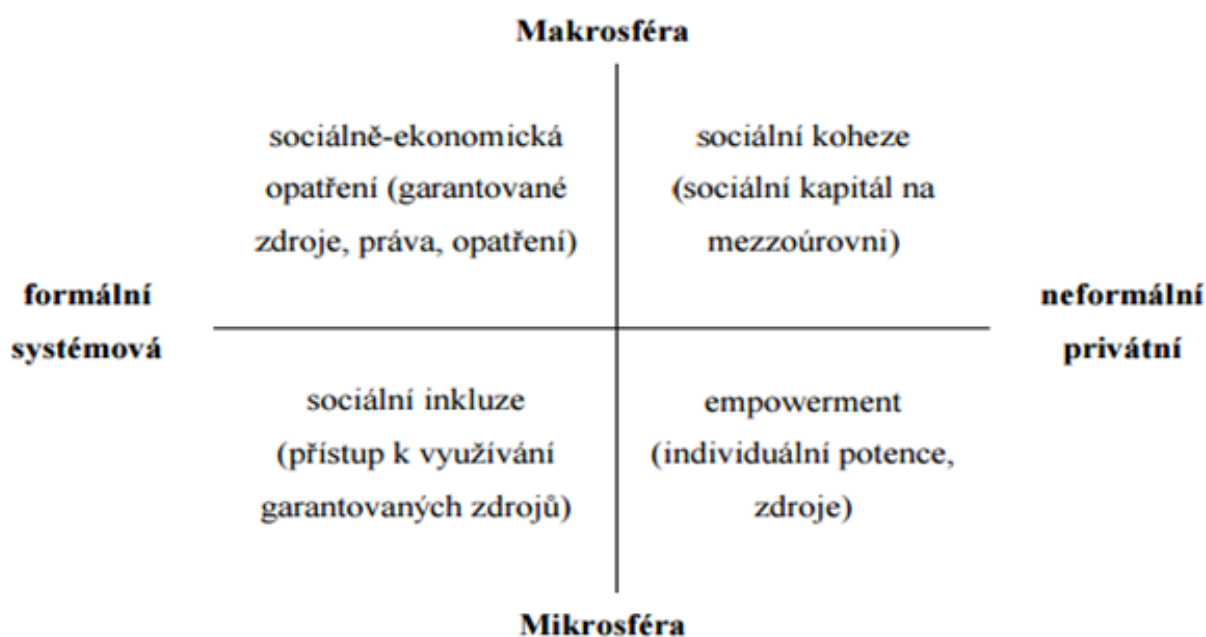 Makrosféra
sociálně-ekonomická
opatření (garantované
zdroje, práva, opatření)
sociální koheze
(sociální kapitál na
mezzoúrovni)
formální
systémová
neformální
privátní
sociální inkluze
(přístup k využívání
garantovaných zdrojů)
empowerment
(individuální potence,
zdroje)
Mikrosféra